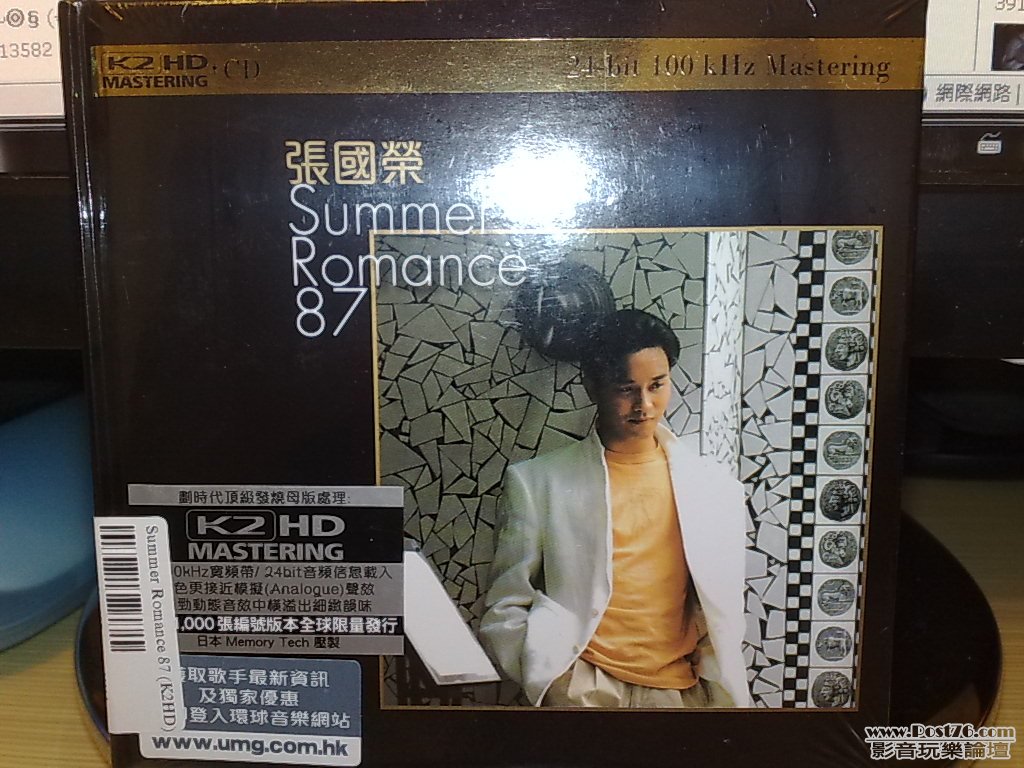 13582
391
網際網路 |
K2 HD
MASTERING + CD
24-bit 100 kHz Mastering
張國榮
Summer
Romance
87
劃時代頂級發燒母版處理:
K2 HD
MASTERING
0kHz寬頻帶/ 24bit音頻信息載入
色更接近模擬(Analogue)聲效
勁動態音效中橫溢出細緻韻味
1,000 張編號版本全球限量發行
日本 Memory Tech 壓製
Summer Romance 87 (K2HD)
取歌手最新資訊
及獨家優惠
登入環球音樂網站
www.umg.com.hk
www.Post76.com
影音玩樂論壇